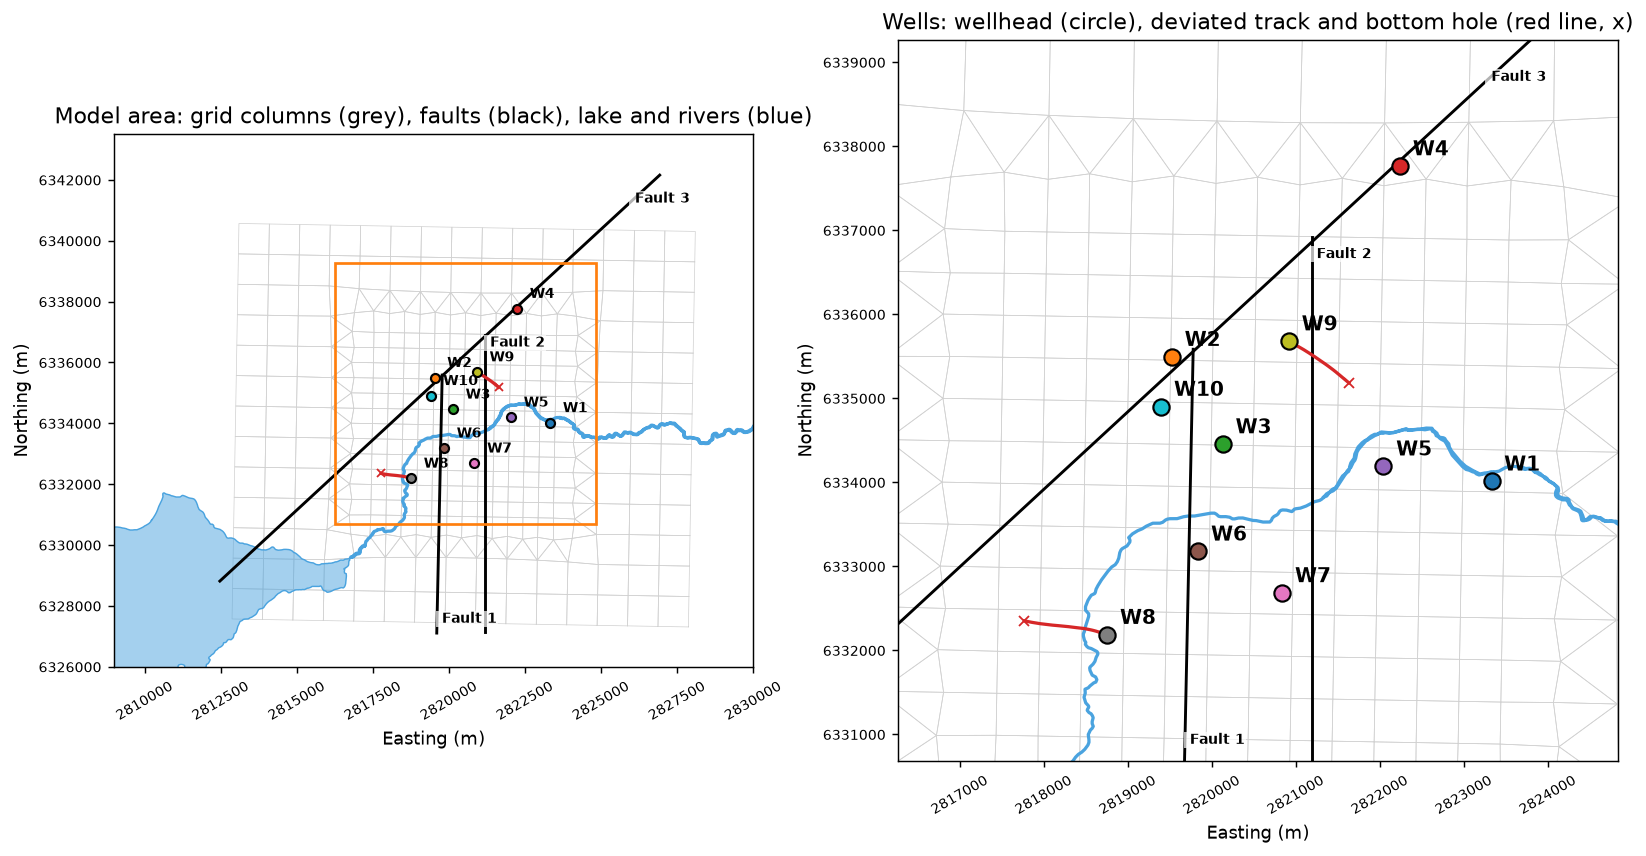 Model area: grid columns (grey), faults (black), lake and rivers (blue)
Northing (m)
6342000
6340000
6338000
6336000
6334000
6332000
6330000
6328000
6326000
Fault 3
W4
Fault 2
W9
W2
W10
W3
W5
W1
W6
W7
W8
Fault 1
2810000
2812500
2815000
2817500
2820000
2822500
2825000
2827500
2830000
Easting (m)
Wells: wellhead (circle), deviated track and bottom hole (red line, x)
Northing (m)
6339000
6338000
6337000
6336000
6335000
6334000
6333000
6332000
6331000
Fault 3
W4
Fault 2
W9
W2
W10
W3
W5
W1
W6
W7
W8
Fault 1
2817000
2818000
2819000
2820000
2821000
2822000
2823000
2824000
Easting (m)